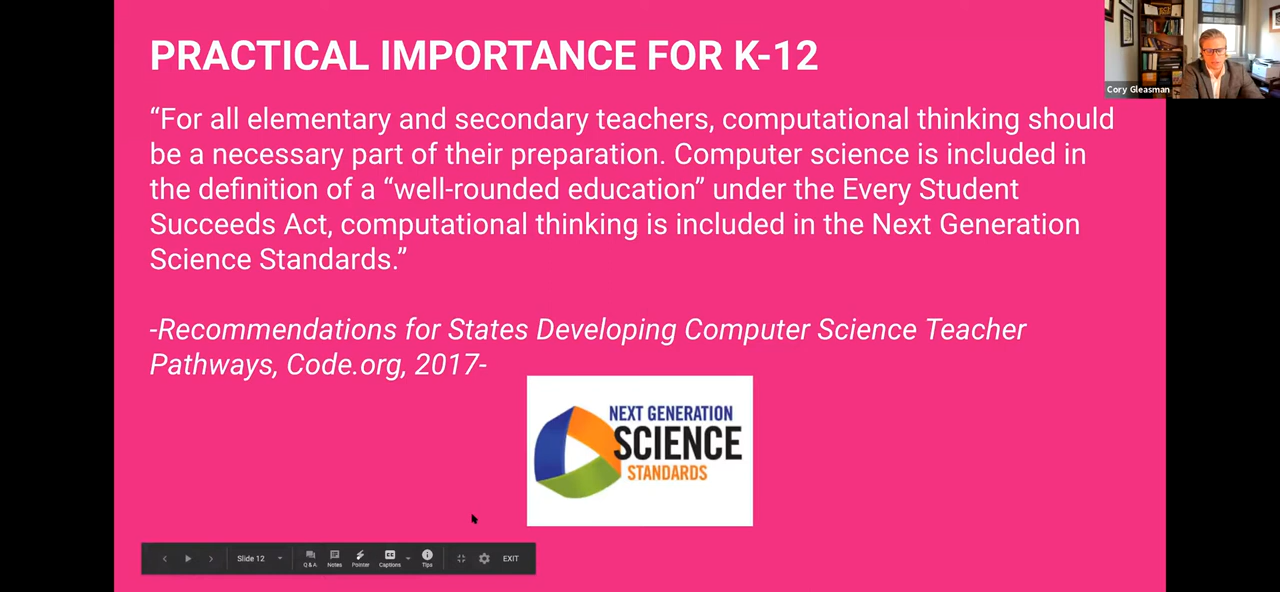 PRACTICAL IMPORTANCE FOR K-12
Cory Gleasman
“For all elementary and secondary teachers, computational thinking should
be a necessary part of their preparation. Computer science is included in
the definition of a “well-rounded education” under the Every Student
Succeeds Act, computational thinking is included in the Next Generation
Science Standards.”
-Recommendations for States Developing Computer Science Teacher
Pathways, Code.org, 2017-
NEXT GENERATION
SCIENCE
STANDARDS
Slide 12
Q & A
Notes
Pointer
CC
Captions
Tips
EXIT